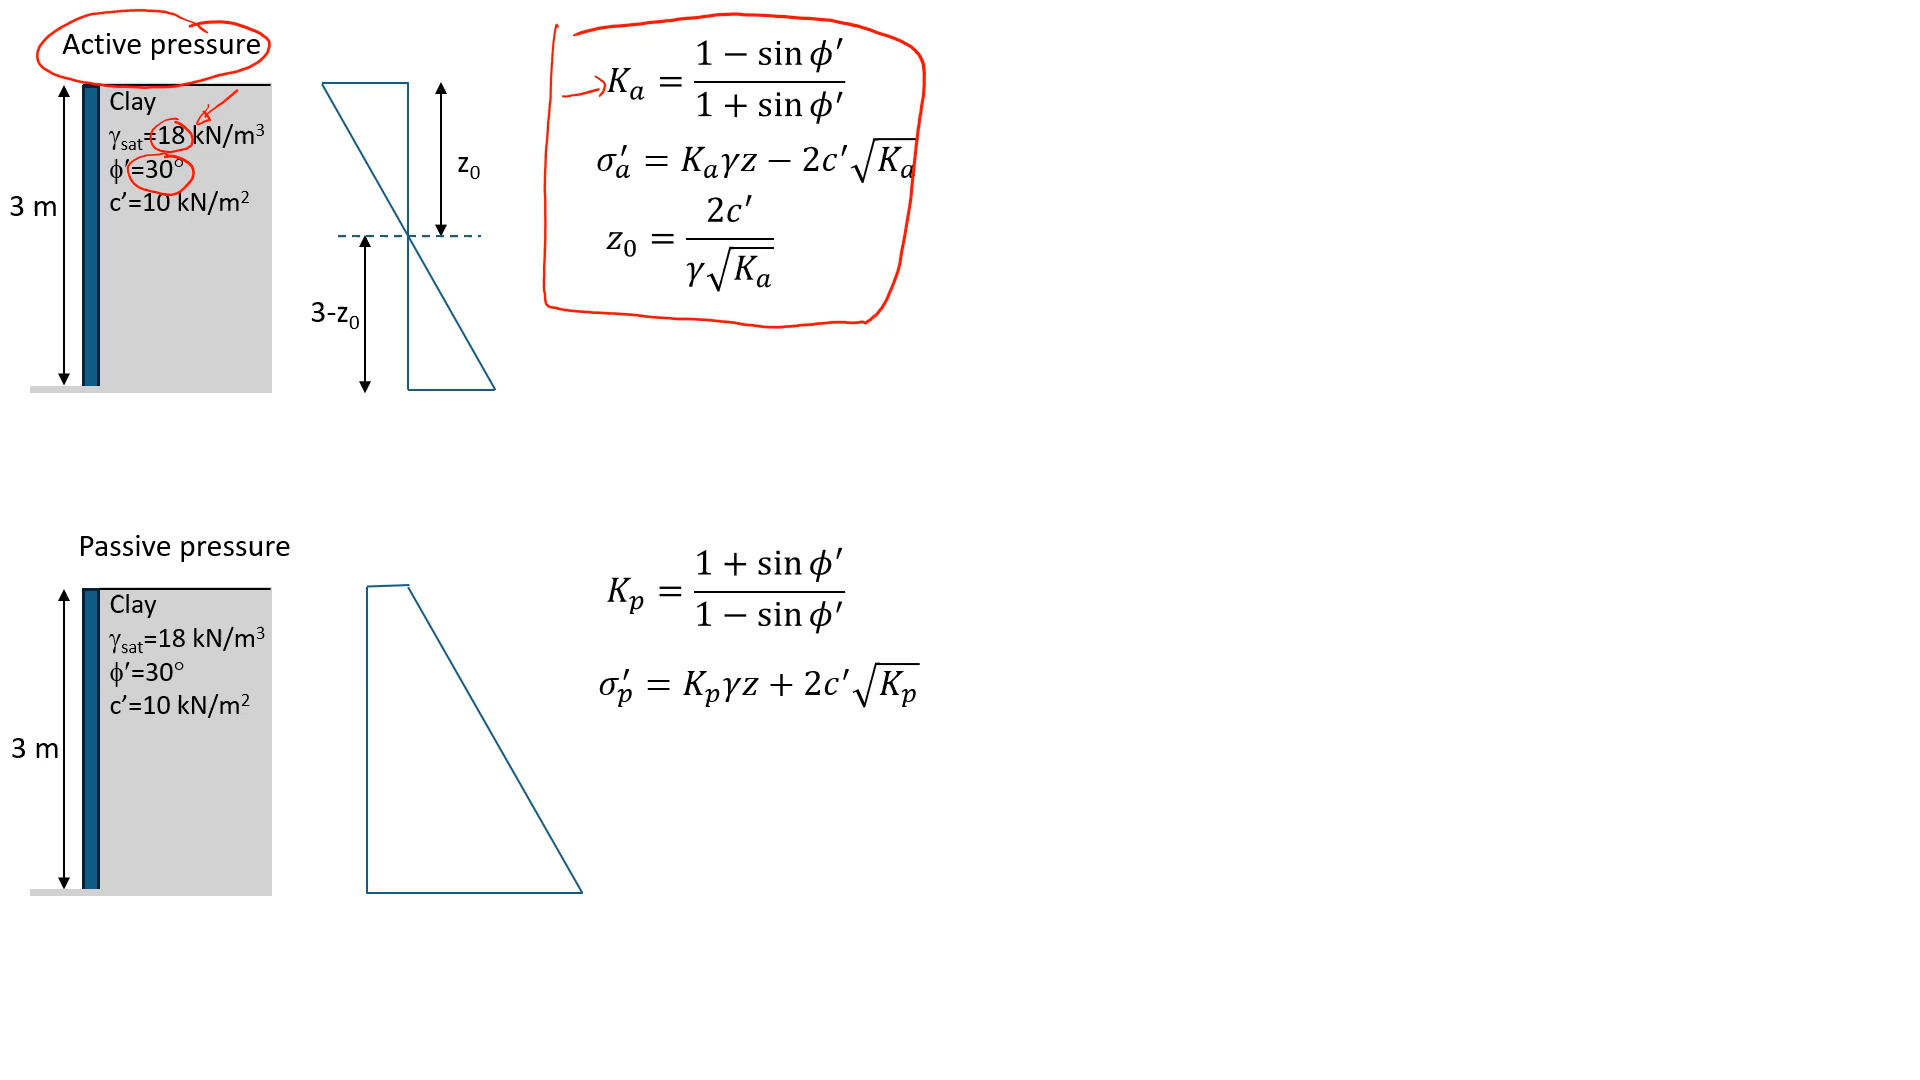 Active pressure
Clay
γsat=18 kN/m³
ϕ′=30°
c’=10 kN/m²
3 m
z₀
3-z₀
Kₐ = (1 − sin ϕ′)/(1 + sin ϕ′)
σ′ₐ = Kₐγz − 2c′√Kₐ
z₀ = 2c′/(γ√Kₐ)
Passive pressure
Clay
γsat=18 kN/m³
ϕ′=30°
c’=10 kN/m²
3 m
Kₚ = (1 + sin ϕ′)/(1 − sin ϕ′)
σ′ₚ = Kₚγz + 2c′√Kₚ